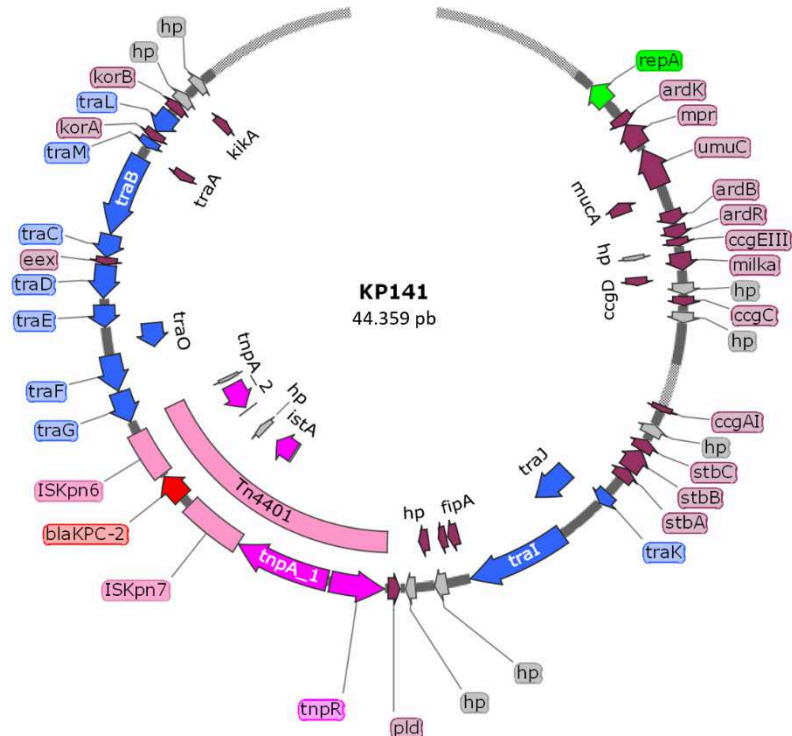 hp
hp
korB
traL
korA
traM
traB
traC
eex
traD
traE
traF
traG
ISKpn6
blaKPC-2
ISKpn7
tnpR
pld
hp
hp
traI
traK
stbA
stbB
stbC
hp
ccgAI
hp
ccgC
hp
milka
ccgEIII
ardR
ardB
umuC
mpr
ardK
repA
kikA
traA
traO
tnpA_2
hp
istA
Tn4401
tnpA_1
hp
fipA
traJ
mucA
hp
ccgD
KP141
44.359 pb